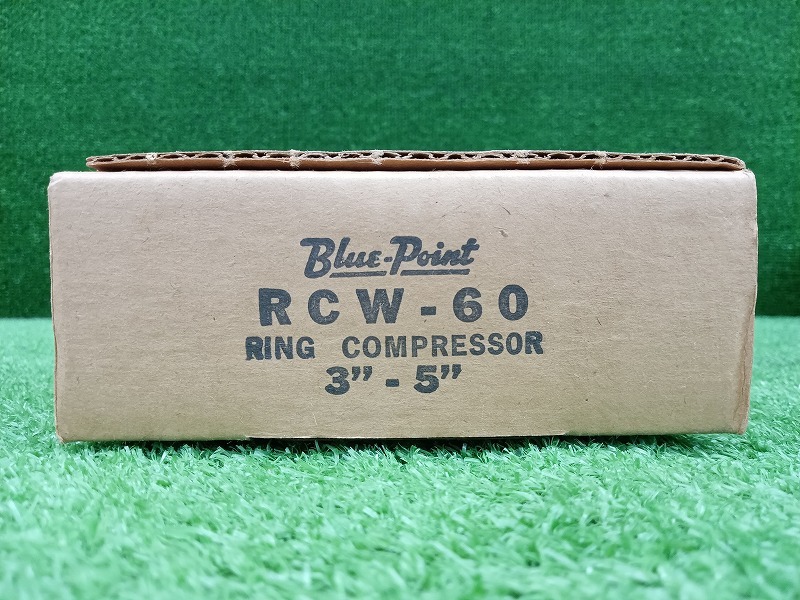 Blue-Point
RCW-60
RING COMPRESSOR
3" - 5"